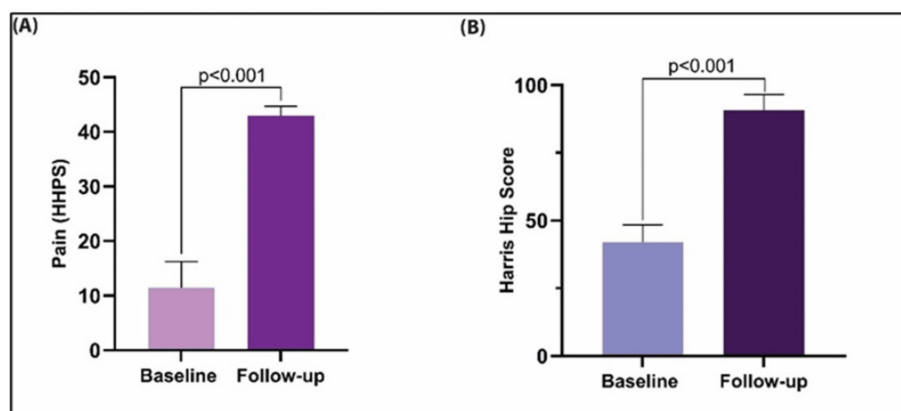 (A)
p<0.001
Pain (HHPS)
50
40
30
20
10
0
Baseline Follow-up
(B)
p<0.001
Harris Hip Score
100
50
0
Baseline Follow-up